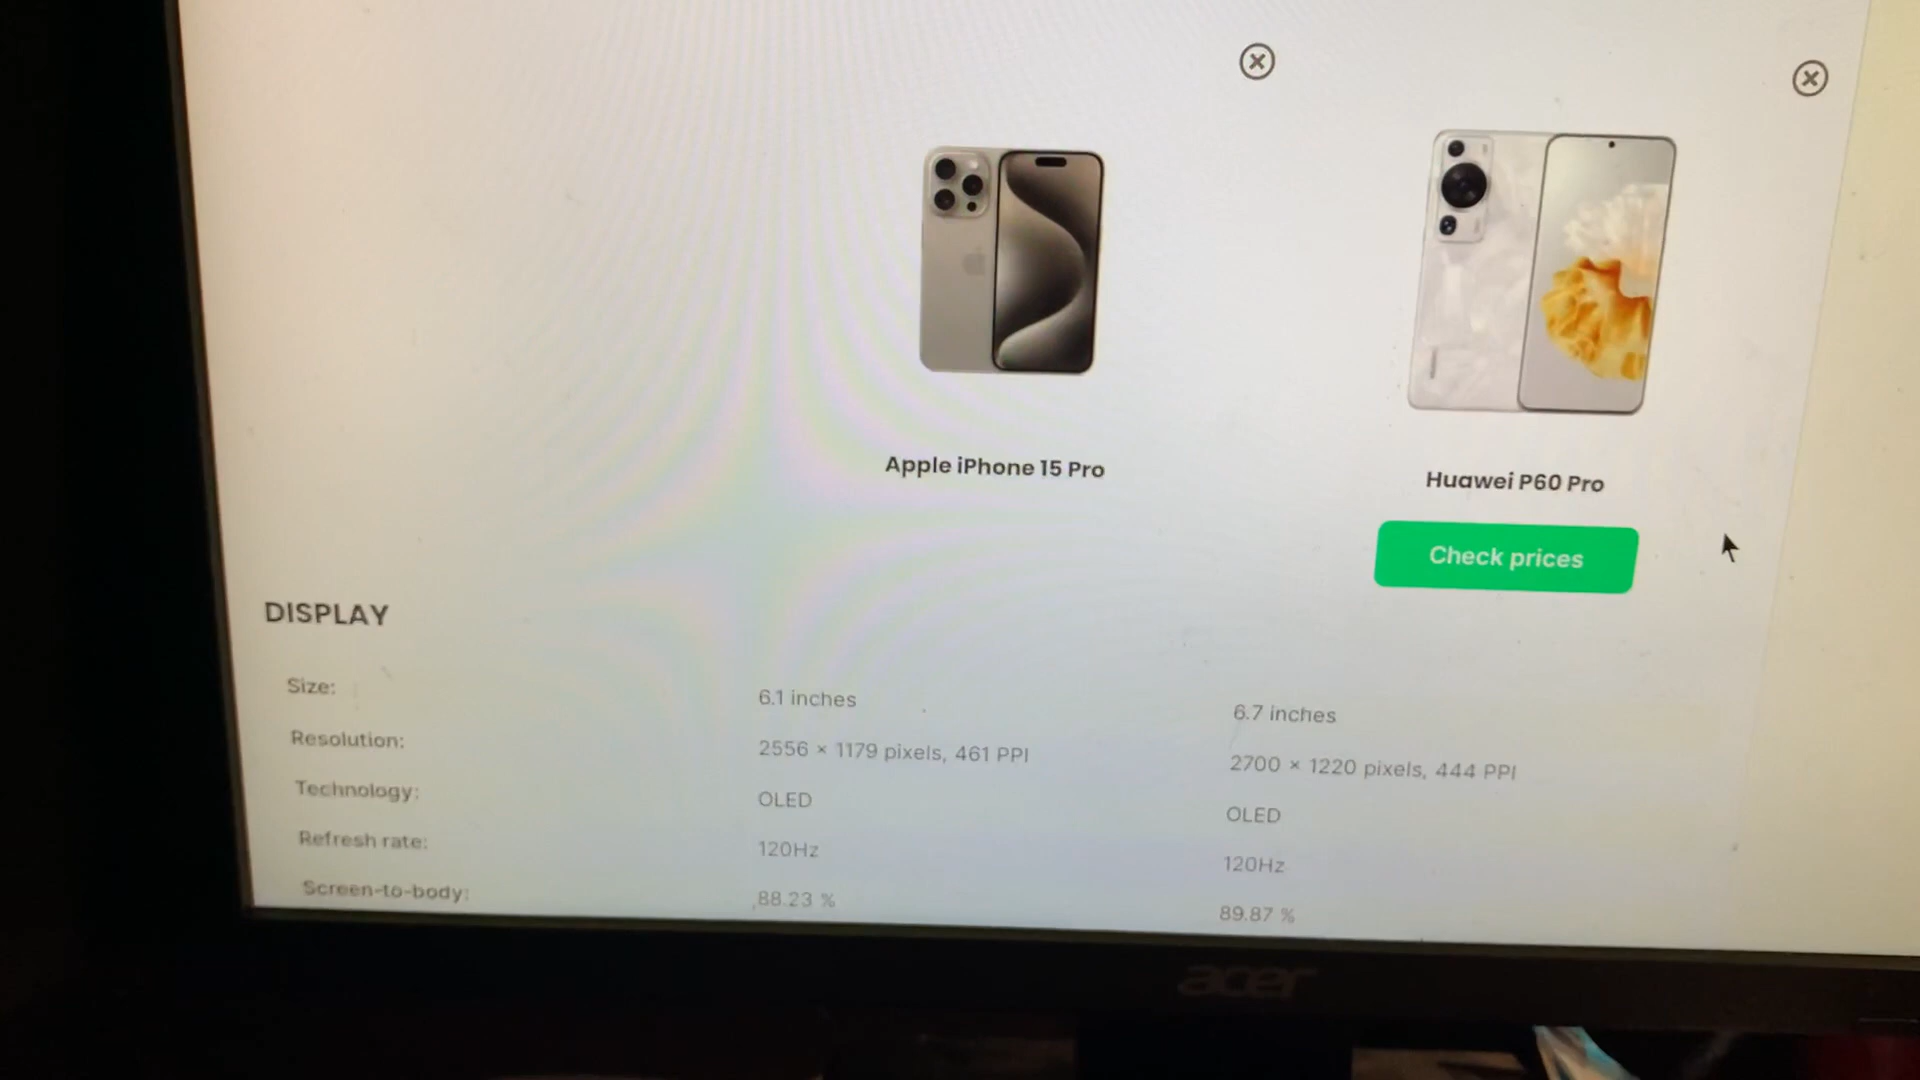 Apple iPhone 15 Pro
Huawei P60 Pro
Check prices
DISPLAY
Size: 6.1 inches 6.7 inches
Resolution: 2556 × 1179 pixels, 461 PPI 2700 × 1220 pixels, 444 PPI
Technology: OLED OLED
Refresh rate: 120Hz 120Hz
Screen-to-body: 88.23 % 89.87 %
acer